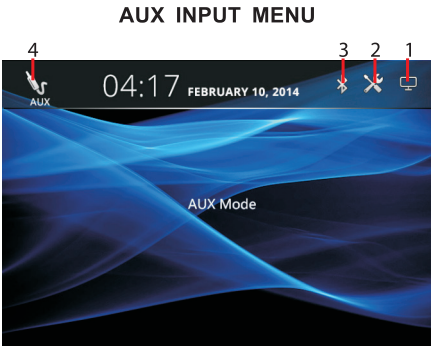 AUX INPUT MENU
4 3 2 1
04:17 FEBRUARY 10, 2014
AUX
AUX Mode